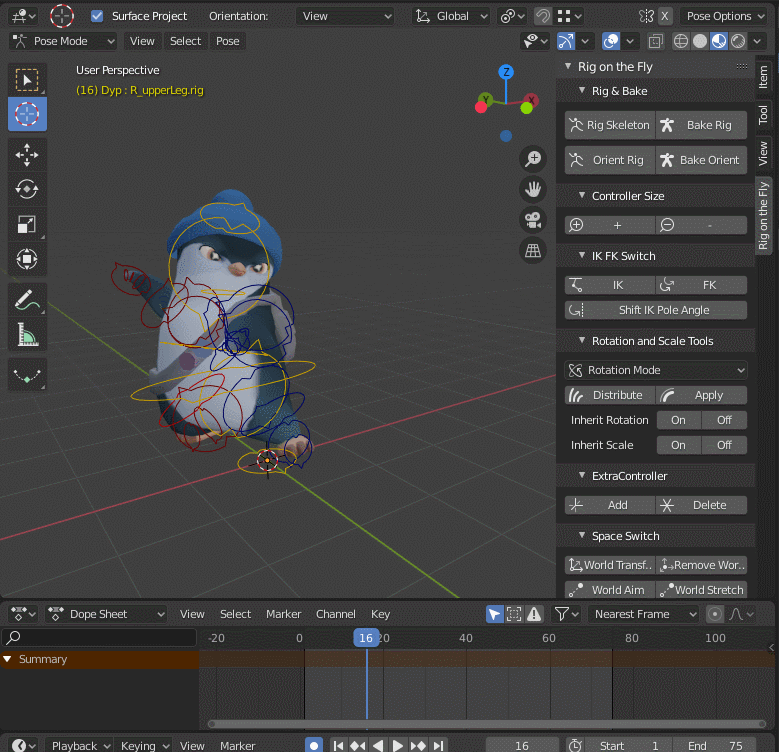 Surface Project Orientation: View Global X Pose Options
Pose Mode View Select Pose
User Perspective
(16) Dyp : R_upperLeg.rig
Z
Y
X
Rig on the Fly
Rig & Bake
Rig Skeleton Bake Rig
Orient Rig Bake Orient
Controller Size
+ -
IK FK Switch
IK FK
Shift IK Pole Angle
Rotation and Scale Tools
Rotation Mode
Distribute Apply
Inherit Rotation On Off
Inherit Scale On Off
ExtraController
Add Delete
Space Switch
World Transf.. Remove Wor..
World Aim World Stretch
Item
Tool
View
Rig on the Fly
Dope Sheet View Select Marker Channel Key Nearest Frame
-20 0 16 20 40 60 80 100
Summary
Playback Keying View Marker 16 Start 1 End 75